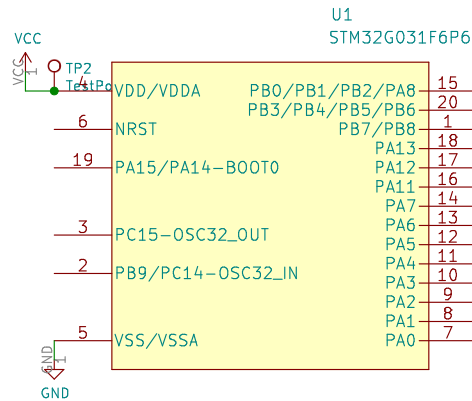 U1
STM32G031F6P6
VCC
VCC
1
TP2
TestPo
4
VDD/VDDA
6
NRST
19
PA15/PA14-BOOT0
3
PC15-OSC32_OUT
2
PB9/PC14-OSC32_IN
5
VSS/VSSA
GND
1
GND
PB0/PB1/PB2/PA8
15
PB3/PB4/PB5/PB6
20
PB7/PB8
1
PA13
18
PA12
17
PA11
16
PA7
14
PA6
13
PA5
12
PA4
11
PA3
10
PA2
9
PA1
8
PA0
7